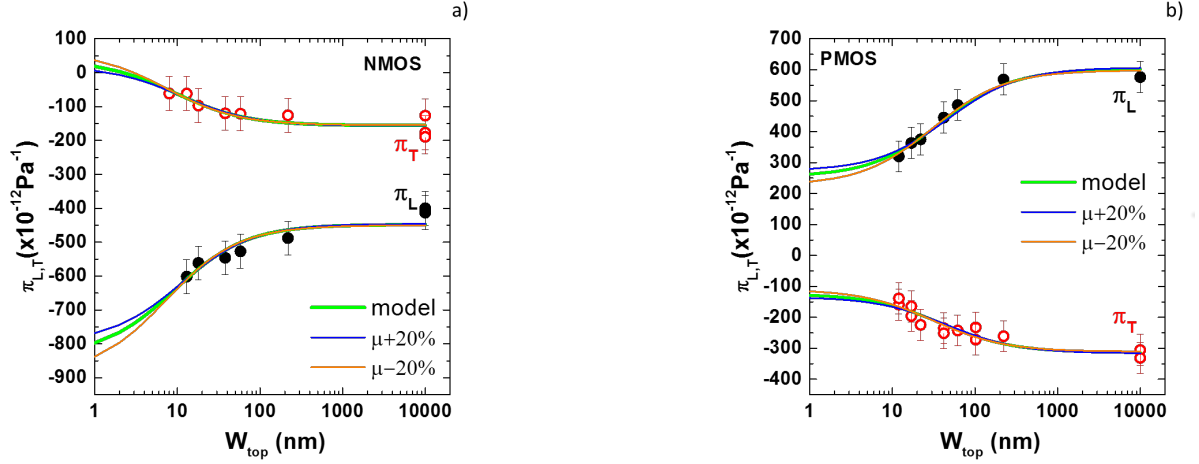 a)
100
0
-100
-200
-300
-400
-500
-600
-700
-800
-900
π_L,T(x10^-12Pa^-1)
NMOS
π_T
π_L
model
μ+20%
μ−20%
1 10 100 1000 10000
W_top (nm)
b)
700
600
500
400
300
200
100
0
-100
-200
-300
-400
π_L,T(x10^-12Pa^-1)
PMOS
π_L
model
μ+20%
μ−20%
π_T
1 10 100 1000 10000
W_top (nm)